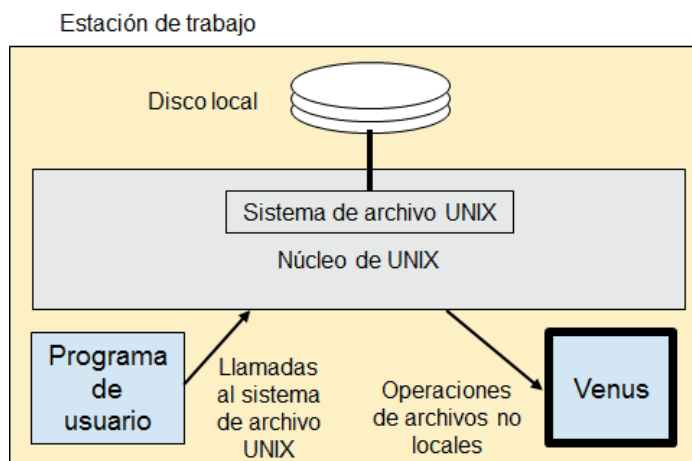 Estación de trabajo
Disco local
Sistema de archivo UNIX
Núcleo de UNIX
Programa
de
usuario
Llamadas
al sistema
de archivo
UNIX
Operaciones
de archivos no
locales
Venus